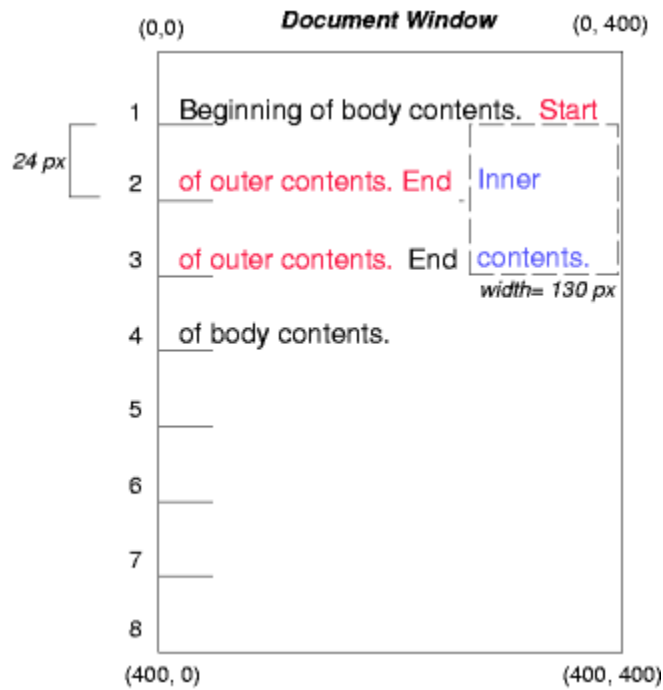 Document Window
(0,0) (0, 400)
1 Beginning of body contents. Start
24 px
2 of outer contents. End Inner
3 of outer contents. End contents.
width= 130 px
4 of body contents.
5
6
7
8
(400, 0) (400, 400)